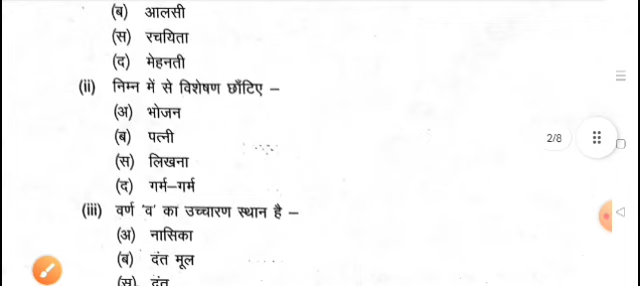 (ब) आलसी
(स) रचयिता
(द) मेहनती
(ii) निम्न में से विशेषण छाँटिए –
(अ) भोजन
(ब) पत्नी
(स) लिखना
(द) गर्म–गर्म
2/8
(iii) वर्ण 'व' का उच्चारण स्थान है –
(अ) नासिका
(ब) दंत मूल
(स) दंत